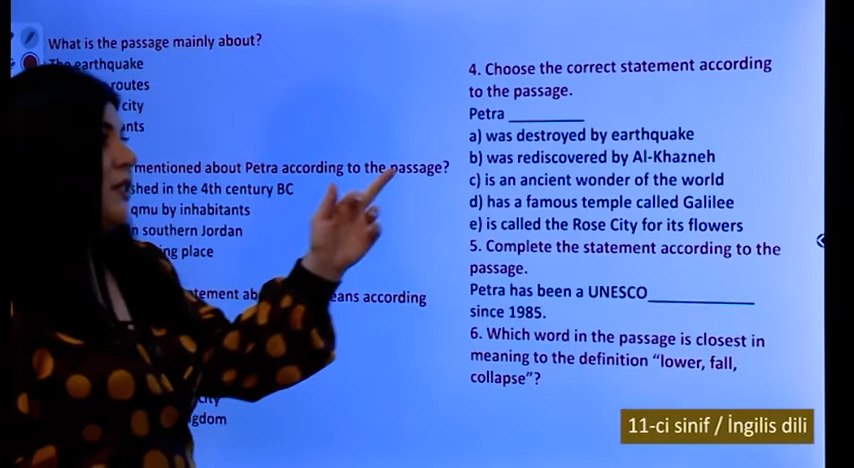 What is the passage mainly about?
The earthquake
routes
city
mentioned about Petra according to the passage?
shed in the 4th century BC
qmu by inhabitants
n southern Jordan
ng place
tement ab
eans according
city
gdom
4. Choose the correct statement according
to the passage.
Petra __________
a) was destroyed by earthquake
b) was rediscovered by Al-Khazneh
c) is an ancient wonder of the world
d) has a famous temple called Galilee
e) is called the Rose City for its flowers
5. Complete the statement according to the
passage.
Petra has been a UNESCO______________
since 1985.
6. Which word in the passage is closest in
meaning to the definition “lower, fall,
collapse”?
11-ci sinif / İngilis dili